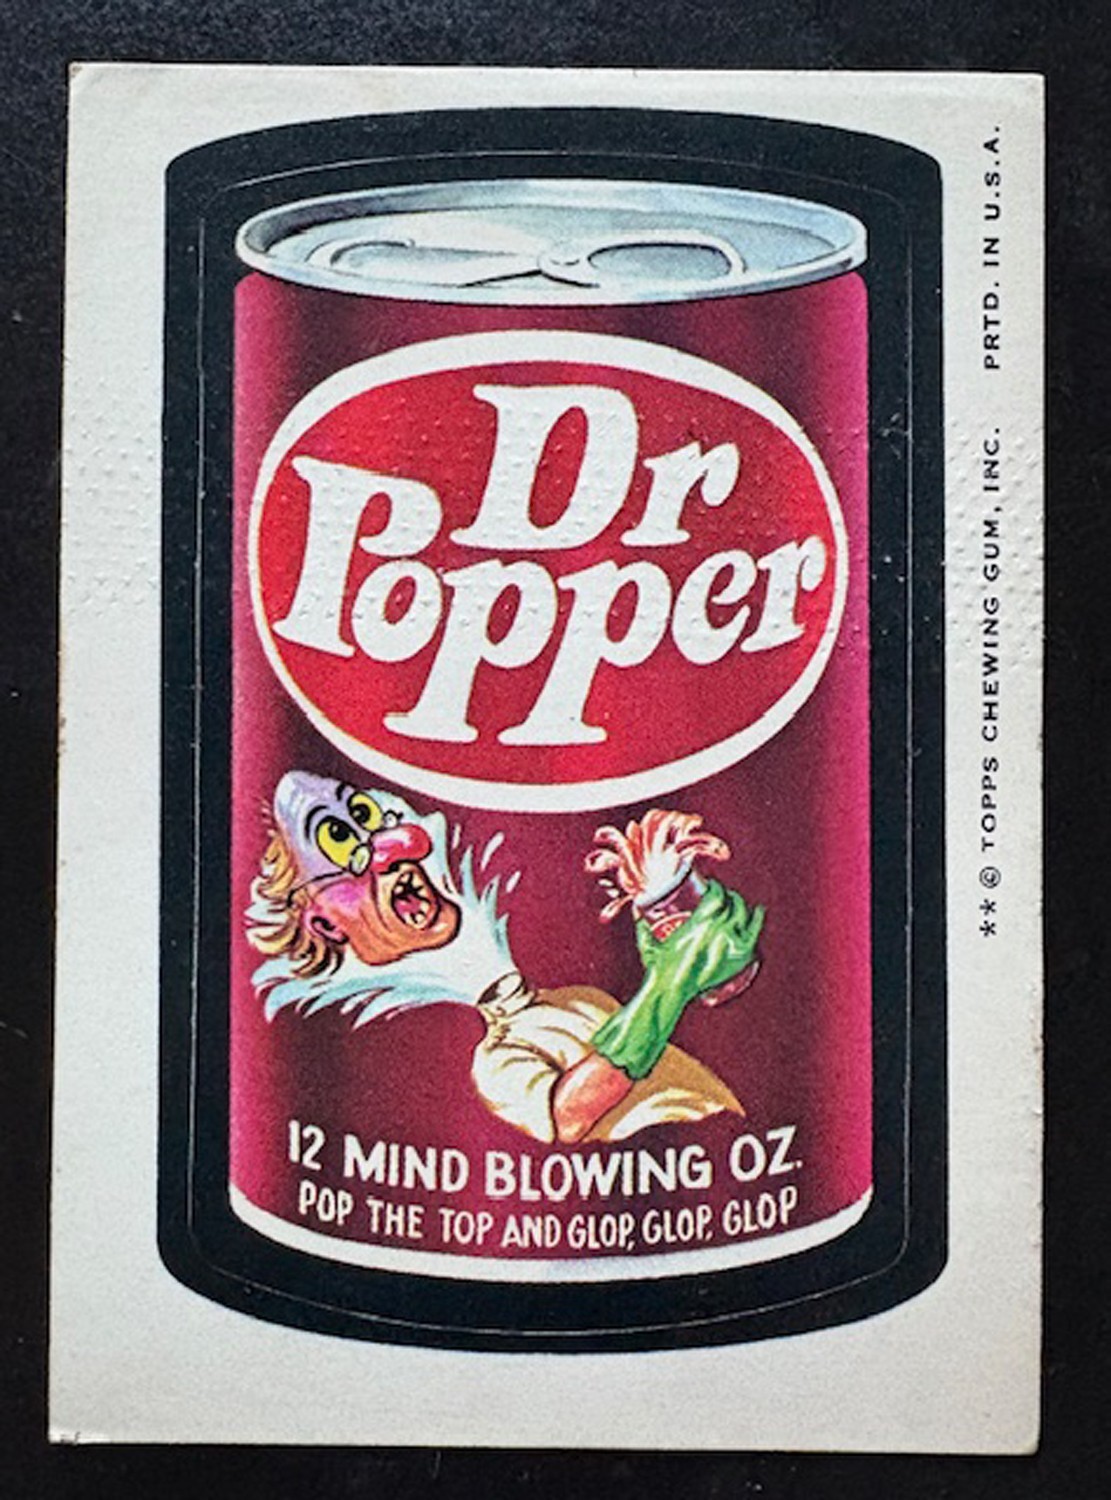 Dr
Popper
12 MIND BLOWING OZ.
POP THE TOP AND GLOP, GLOP, GLOP
** © TOPPS CHEWING GUM, INC. PRTD. IN U.S.A.